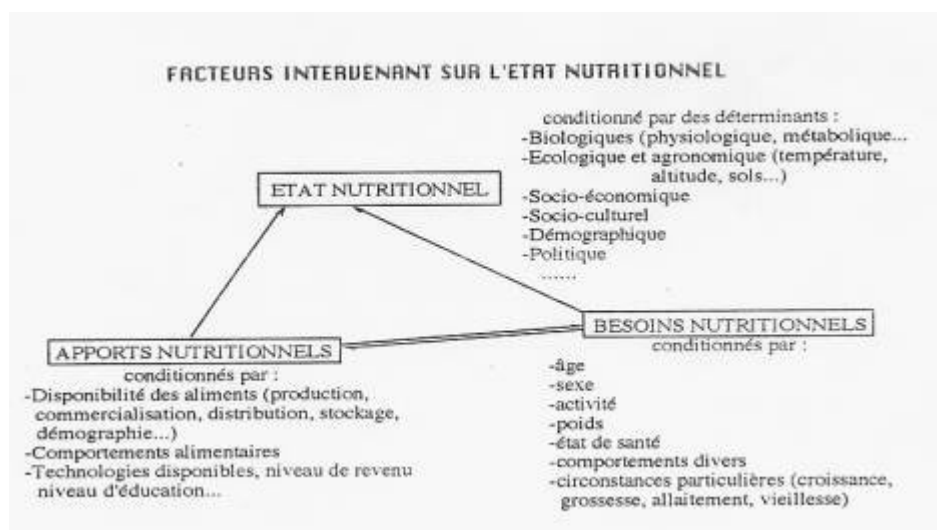 FACTEURS INTERVENANT SUR L'ETAT NUTRITIONNEL
conditionné par des déterminants :
-Biologiques (physiologique, métabolique...
-Ecologique et agronomique (température,
altitude, sols...)
-Socio-économique
-Socio-culturel
-Démographique
-Politique
......
ETAT NUTRITIONNEL
APPORTS NUTRITIONNELS
conditionnés par :
-Disponibilité des aliments (production,
commercialisation, distribution, stockage,
démographie...)
-Comportements alimentaires
-Technologies disponibles, niveau de revenu
niveau d'éducation...
BESOINS NUTRITIONNELS
conditionnés par :
-âge
-sexe
-activité
-poids
-état de santé
-comportements divers
-circonstances particulières (croissance,
grossesse, allaitement, vieillesse)